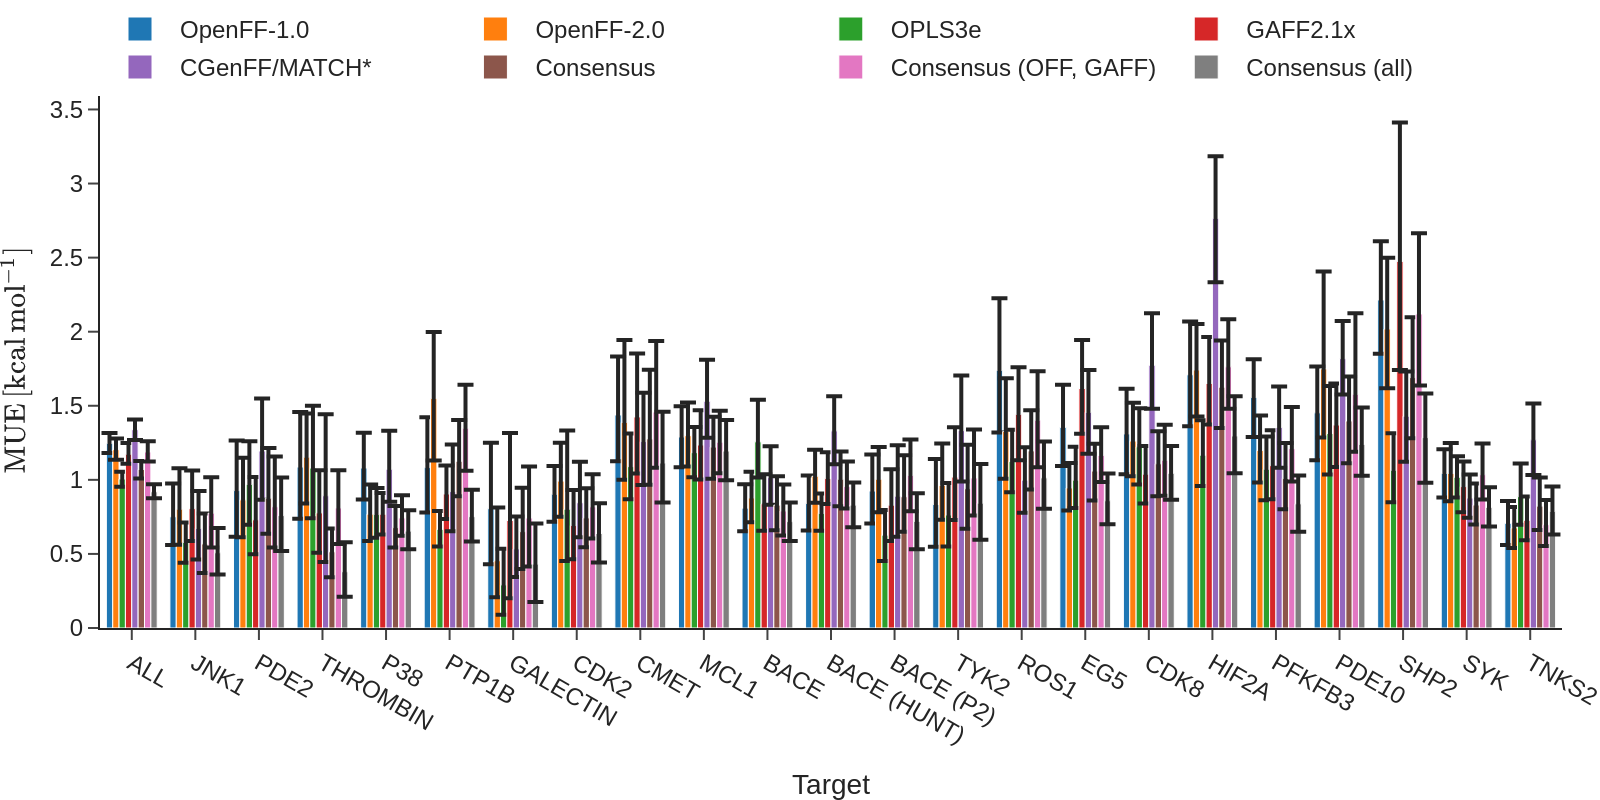 OpenFF-1.0 OpenFF-2.0 OPLS3e GAFF2.1x
CGenFF/MATCH* Consensus Consensus (OFF, GAFF) Consensus (all)
MUE [kcal mol⁻¹]
3.5
3
2.5
2
1.5
1
0.5
0
ALL
JNK1
PDE2
THROMBIN
P38
PTP1B
GALECTIN
CDK2
CMET
MCL1
BACE
BACE (HUNT)
BACE (P2)
TYK2
ROS1
EG5
CDK8
HIF2A
PFKFB3
PDE10
SHP2
SYK
TNKS2
Target